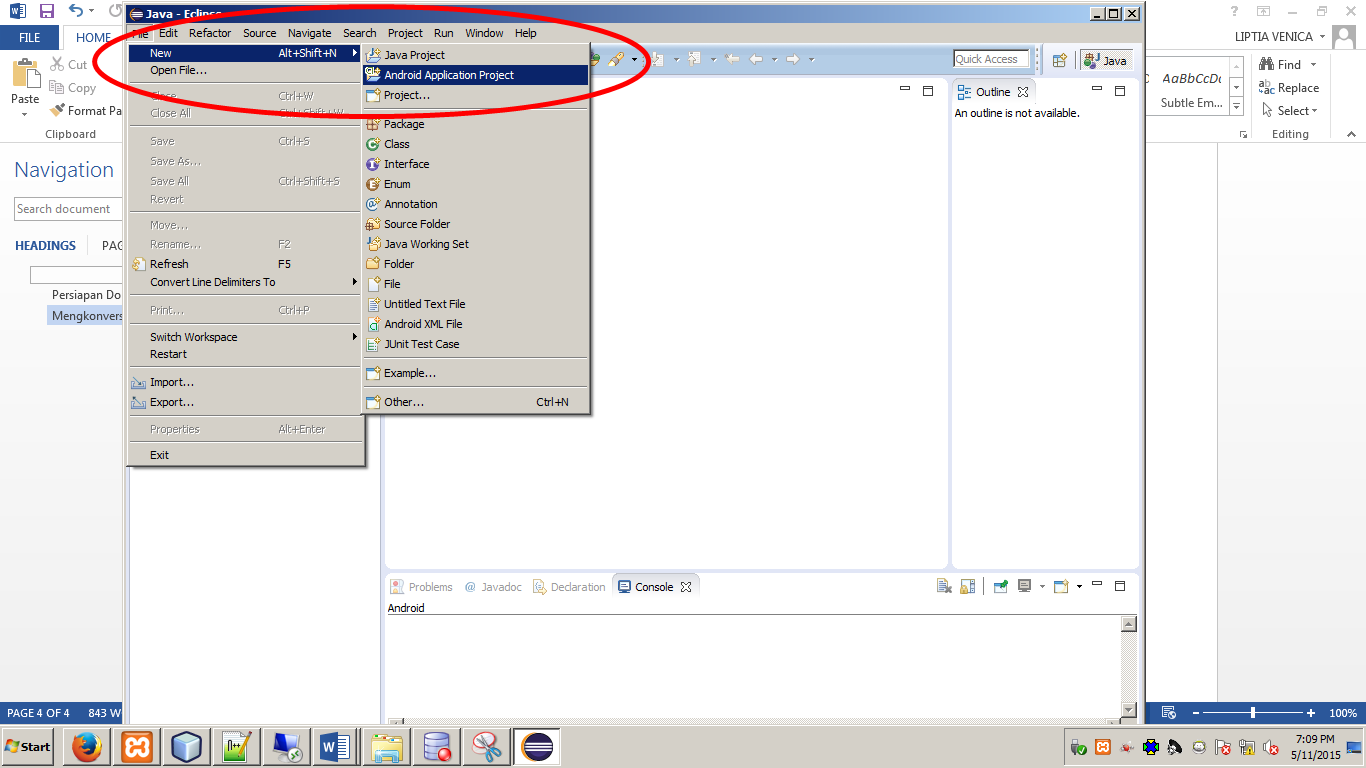 Java - Eclipse
File Edit Refactor Source Navigate Search Project Run Window Help
FILE
HOME
LIPTIA VENICA
New Alt+Shift+N
Open File...
Close Ctrl+W
Close All Ctrl+Shift+W
Save Ctrl+S
Save As...
Save All Ctrl+Shift+S
Revert
Move...
Rename... F2
Refresh F5
Convert Line Delimiters To
Print... Ctrl+P
Switch Workspace
Restart
Import...
Export...
Properties Alt+Enter
Exit
Java Project
Android Application Project
Project...
Package
Class
Interface
Enum
Annotation
Source Folder
Java Working Set
Folder
File
Untitled Text File
Android XML File
JUnit Test Case
Example...
Other... Ctrl+N
Quick Access
Java
Outline
An outline is not available.
Cut
Copy
Paste
Format Pa
Clipboard
AaBbCcDc
Subtle Em...
Find
Replace
Select
Editing
Navigation
Search document
HEADINGS PAG
Persiapan Do
Mengkonvers
Problems @ Javadoc Declaration Console
Android
PAGE 4 OF 4 843 W
100%
Start
7:09 PM
5/11/2015